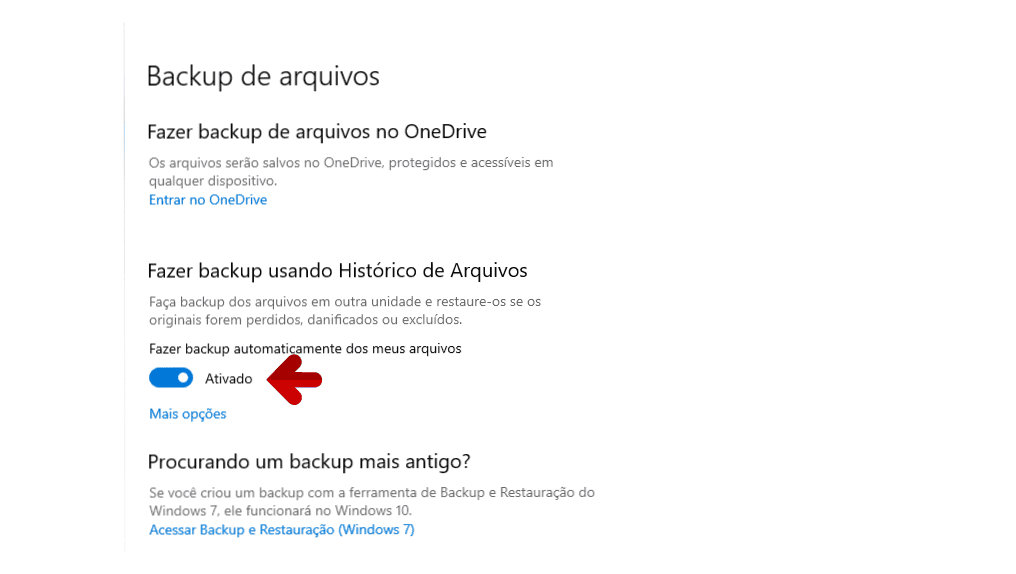 Backup de arquivos
Fazer backup de arquivos no OneDrive
Os arquivos serão salvos no OneDrive, protegidos e acessíveis em
qualquer dispositivo.
Entrar no OneDrive
Fazer backup usando Histórico de Arquivos
Faça backup dos arquivos em outra unidade e restaure-os se os
originais forem perdidos, danificados ou excluídos.
Fazer backup automaticamente dos meus arquivos
Ativado
Mais opções
Procurando um backup mais antigo?
Se você criou um backup com a ferramenta de Backup e Restauração do
Windows 7, ele funcionará no Windows 10.
Acessar Backup e Restauração (Windows 7)